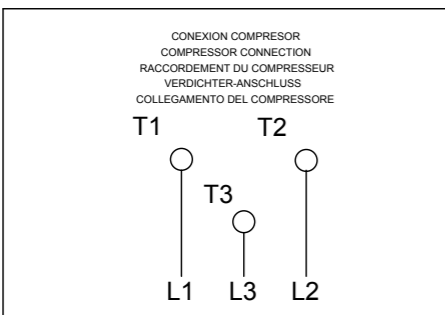 CONEXION COMPRESOR
COMPRESSOR CONNECTION
RACCORDEMENT DU COMPRESSEUR
VERDICHTER-ANSCHLUSS
COLLEGAMENTO DEL COMPRESSORE
T1 T2
T3
L1 L3 L2